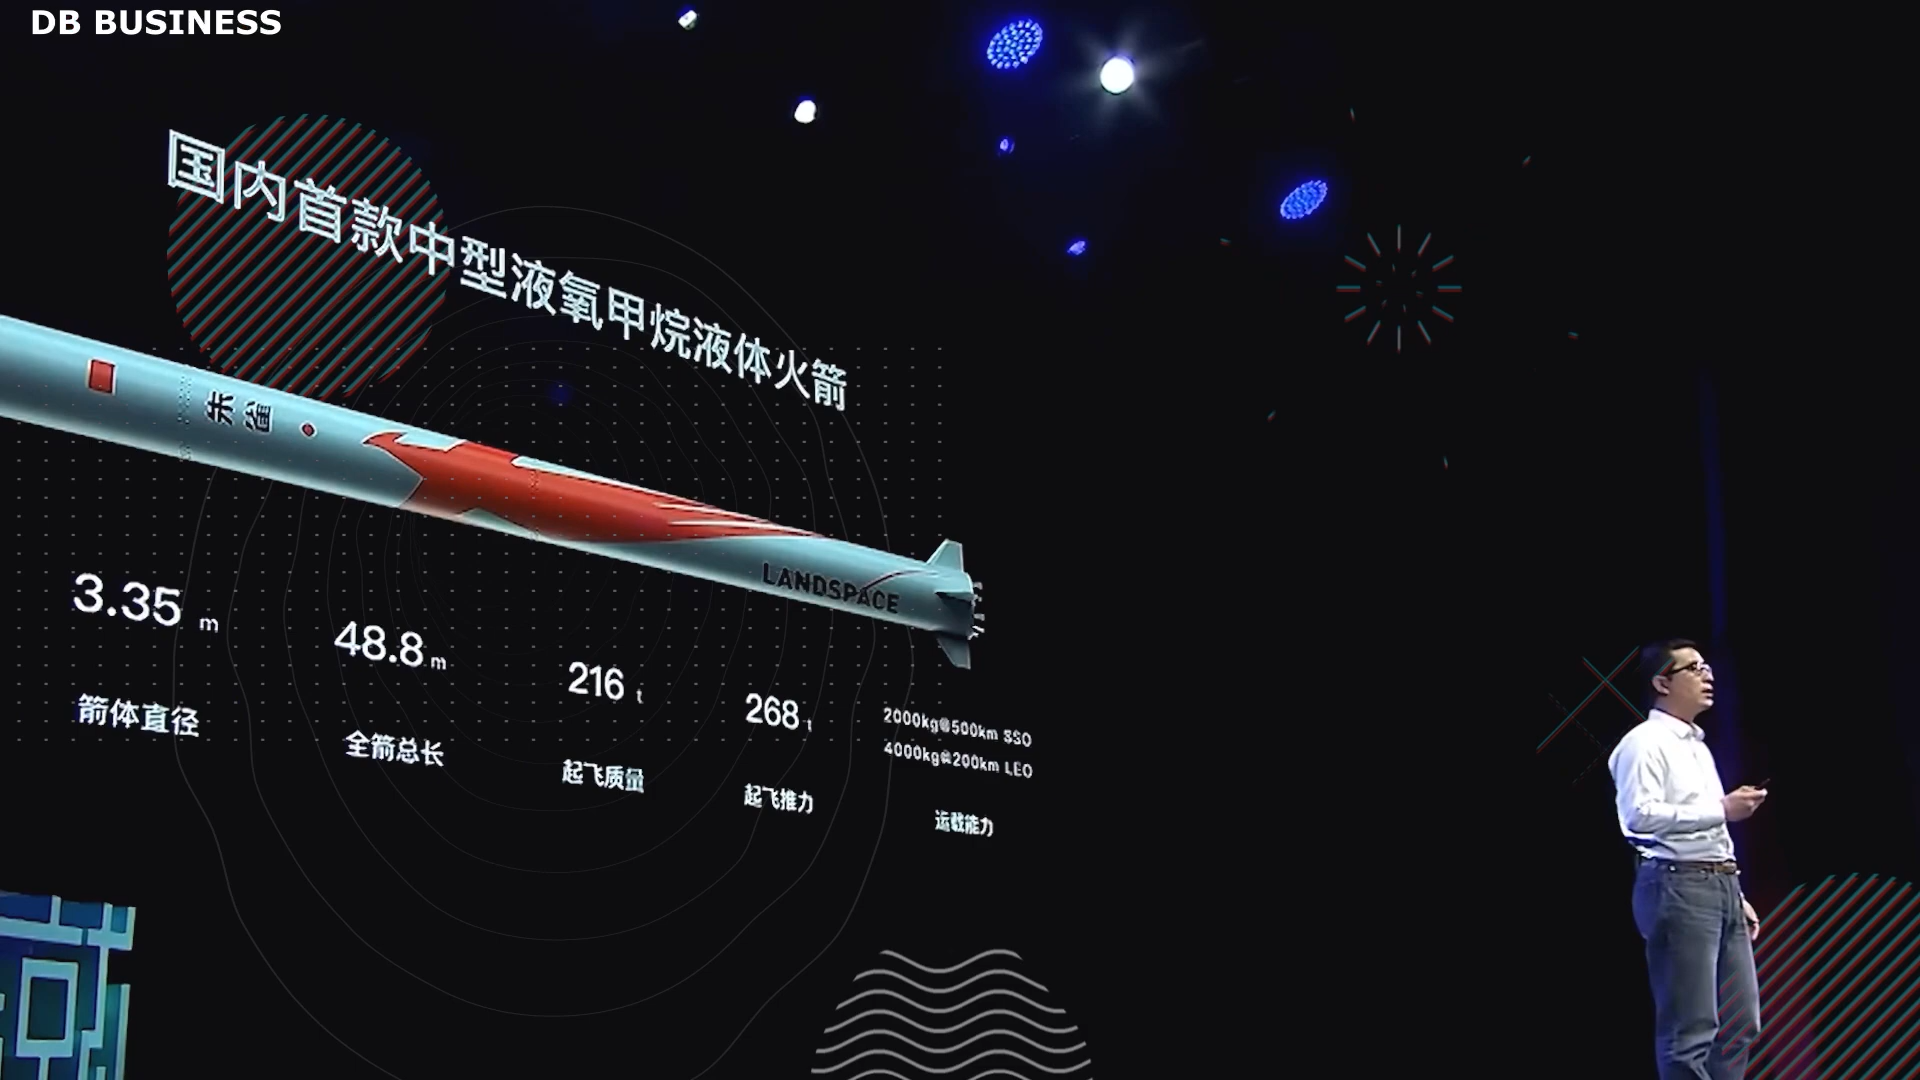 DB BUSINESS
国内首款中型液氧甲烷液体火箭
朱雀
LANDSPACE
3.35 m
箭体直径
48.8 m
全箭总长
216 t
起飞质量
268 t
起飞推力
2000kg@500km SSO
4000kg@200km LEO
运载能力